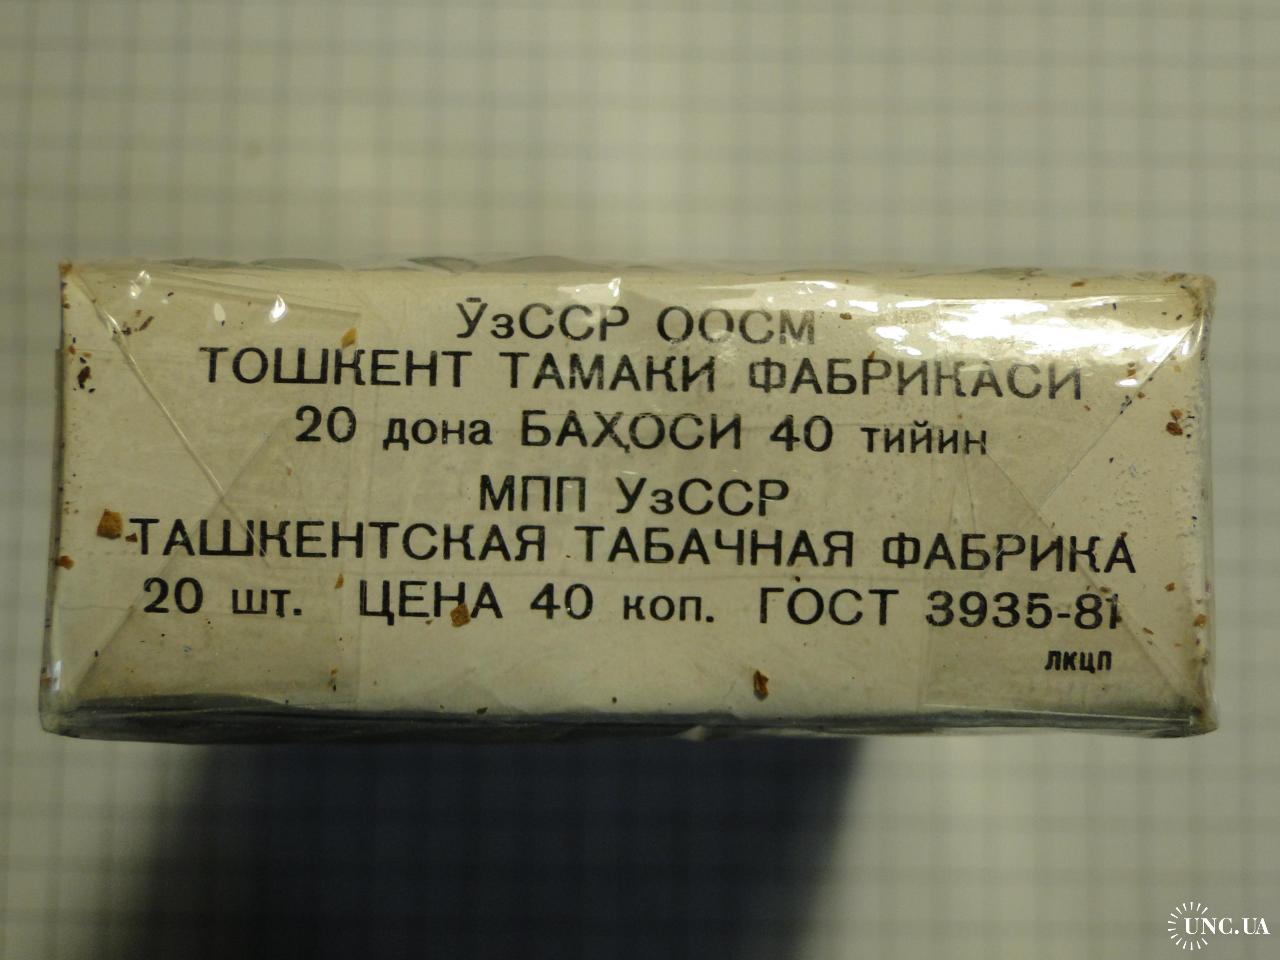 ЎзССР ООСМ
ТОШКЕНТ ТАМАКИ ФАБРИКАСИ
20 дона БАҲОСИ 40 тийин
МПП УзССР
ТАШКЕНТСКАЯ ТАБАЧНАЯ ФАБРИКА
20 шт. ЦЕНА 40 коп. ГОСТ 3935-81
ЛКЦП
UNC.UA